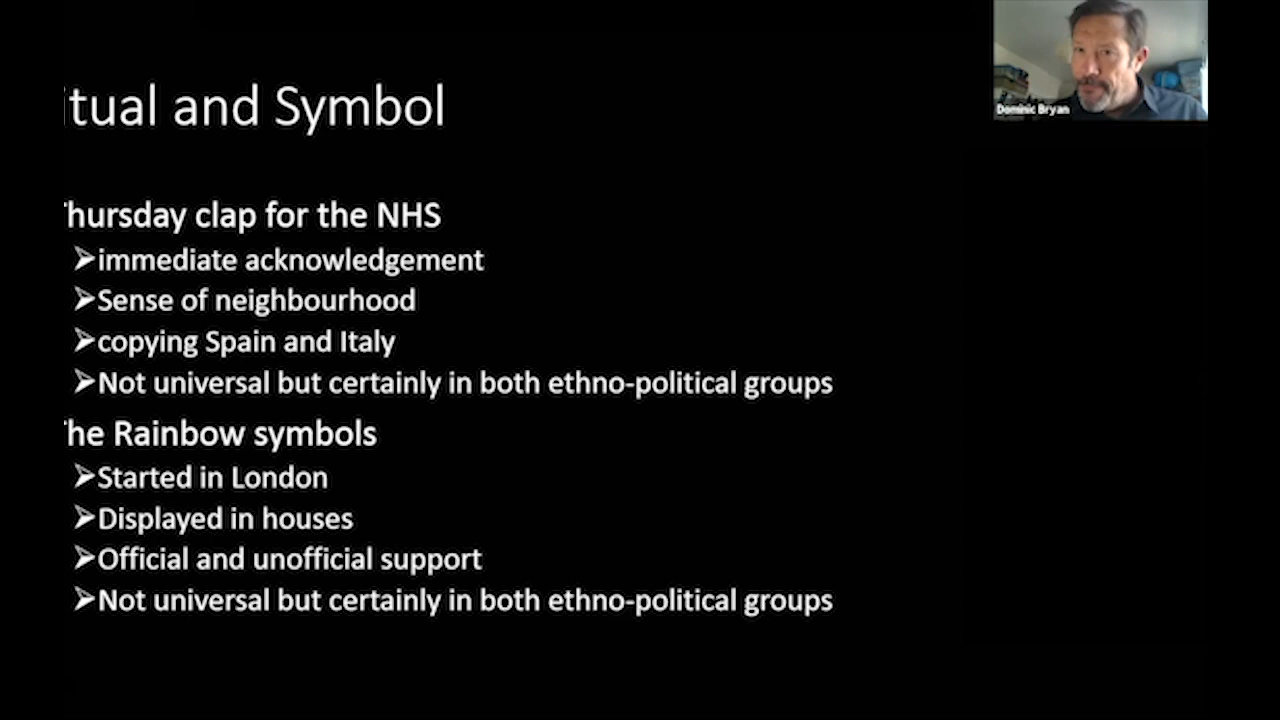 itual and Symbol
Dominic Bryan
hursday clap for the NHS
➢immediate acknowledgement
➢Sense of neighbourhood
➢copying Spain and Italy
➢Not universal but certainly in both ethno-political groups
he Rainbow symbols
➢Started in London
➢Displayed in houses
➢Official and unofficial support
➢Not universal but certainly in both ethno-political groups